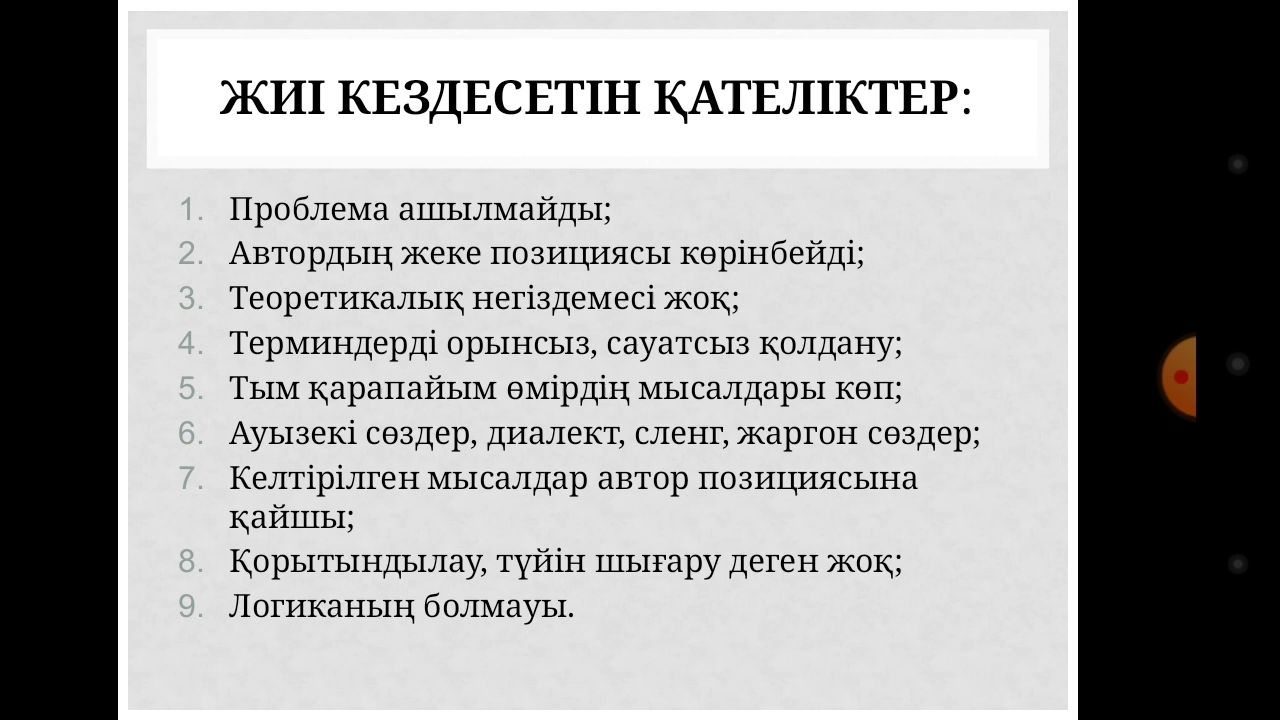 ЖИІ КЕЗДЕСЕТІН ҚАТЕЛІКТЕР:
1. Проблема ашылмайды;
2. Автордың жеке позициясы көрінбейді;
3. Теоретикалық негіздемесі жоқ;
4. Терминдерді орынсыз, сауатсыз қолдану;
5. Тым қарапайым өмірдің мысалдары көп;
6. Ауызекі сөздер, диалект, сленг, жаргон сөздер;
7. Келтірілген мысалдар автор позициясына
қайшы;
8. Қорытындылау, түйін шығару деген жоқ;
9. Логиканың болмауы.